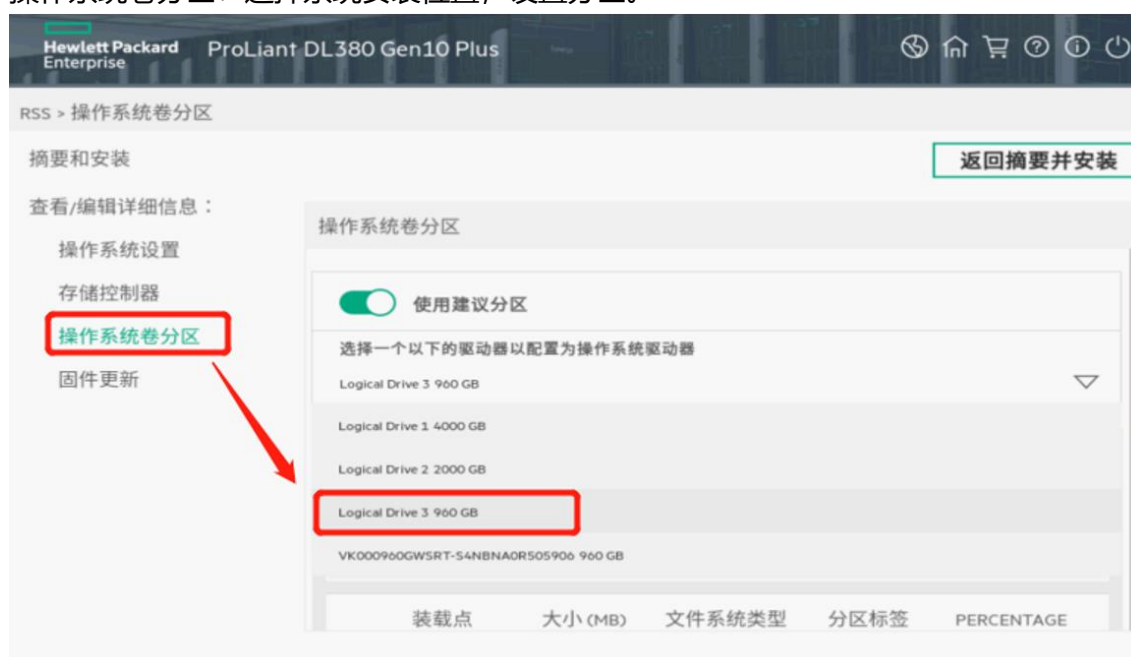 操作系统卷分区：选择系统安装位置，设置分区。
Hewlett Packard
Enterprise
ProLiant DL380 Gen10 Plus
RSS > 操作系统卷分区
摘要和安装
返回摘要并安装
查看/编辑详细信息：
操作系统卷分区
操作系统设置
存储控制器
使用建议分区
操作系统卷分区
选择一个以下的驱动器以配置为操作系统驱动器
固件更新
Logical Drive 3 960 GB
Logical Drive 1 4000 GB
Logical Drive 2 2000 GB
Logical Drive 3 960 GB
VK000960GWSRT-S4NBNA0R505906 960 GB
装载点 大小 (MB) 文件系统类型 分区标签 PERCENTAGE